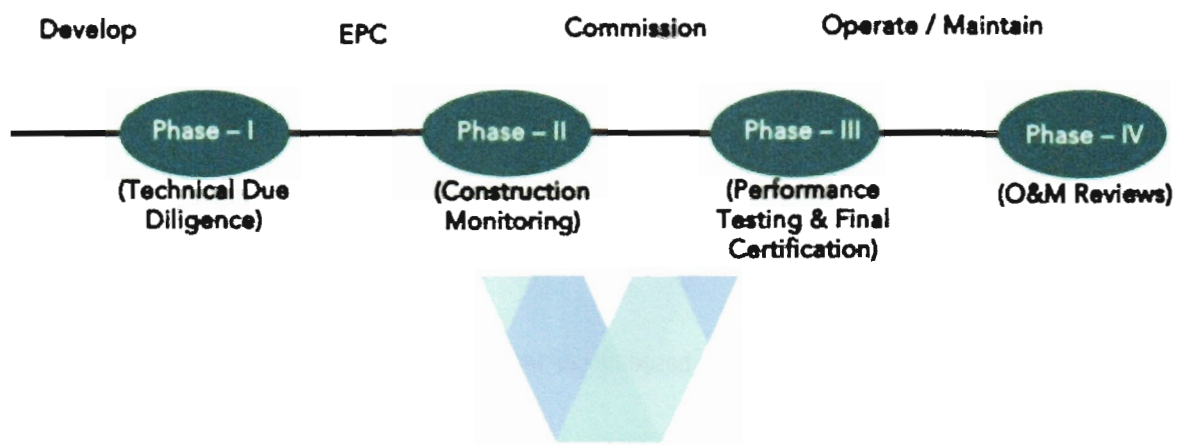 Develop
EPC
Commission
Operate / Maintain
Phase – I
Phase – II
Phase – III
Phase – IV
(Technical Due
Diligence)
(Construction
Monitoring)
(Performance
Testing & Final
Certification)
(O&M Reviews)